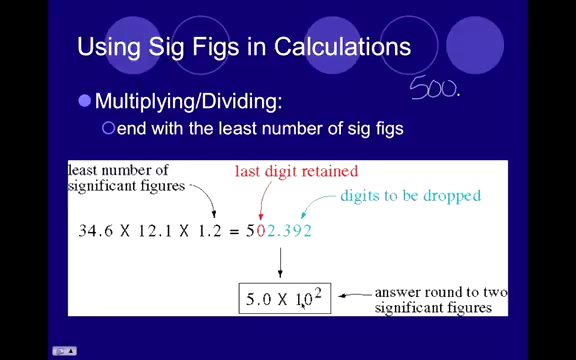 Using Sig Figs in Calculations
500.
Multiplying/Dividing:
end with the least number of sig figs
least number of
significant figures
last digit retained
digits to be dropped
34.6 X 12.1 X 1.2 = 502.392
5.0 X 10²
answer round to two
significant figures